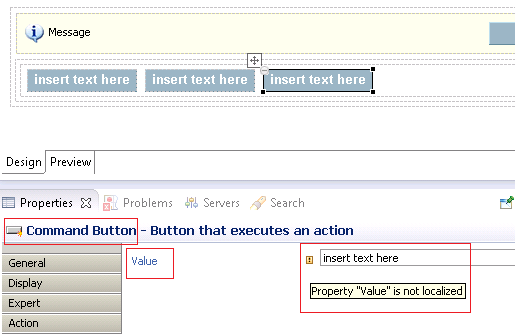 Message
insert text here insert text here insert text here
Design Preview
Properties Problems Servers Search
Command Button - Button that executes an action
General Value insert text here
Display Property "Value" is not localized
Expert
Action